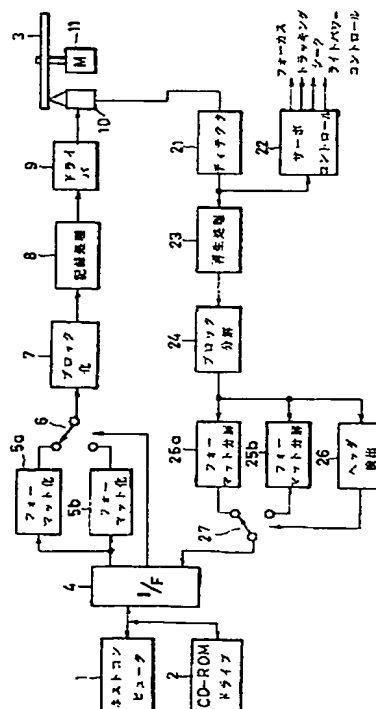 1
ホストコン
ピュータ
2
CD-ROM
ドライブ
4
I/F
5a
フォー
マット化
5b
フォー
マット化
6
7
ブロック
化
8
記録処理
9
ドライ
バ
3
11
M
10
21
ディテクタ
22
サーボ
コントロール
フォーカス
トラッキング
シーク
ライトパワー
コントロール
23
再生処理
24
ブロック
分解
26a
フォー
マット分解
25b
フォー
マット分解
26
ヘッダ
検出
27